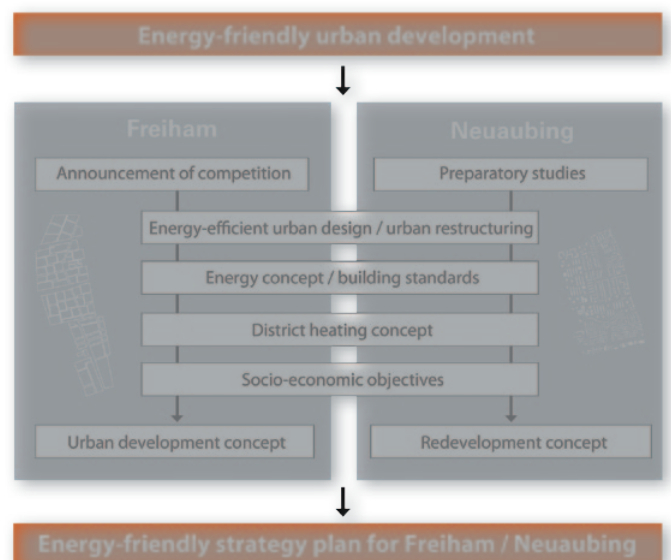 Energy-friendly urban development
Freiham
Neuaubing
Announcement of competition
Preparatory studies
Energy-efficient urban design / urban restructuring
Energy concept / building standards
District heating concept
Socio-economic objectives
Urban development concept
Redevelopment concept
Energy-friendly strategy plan for Freiham / Neuaubing